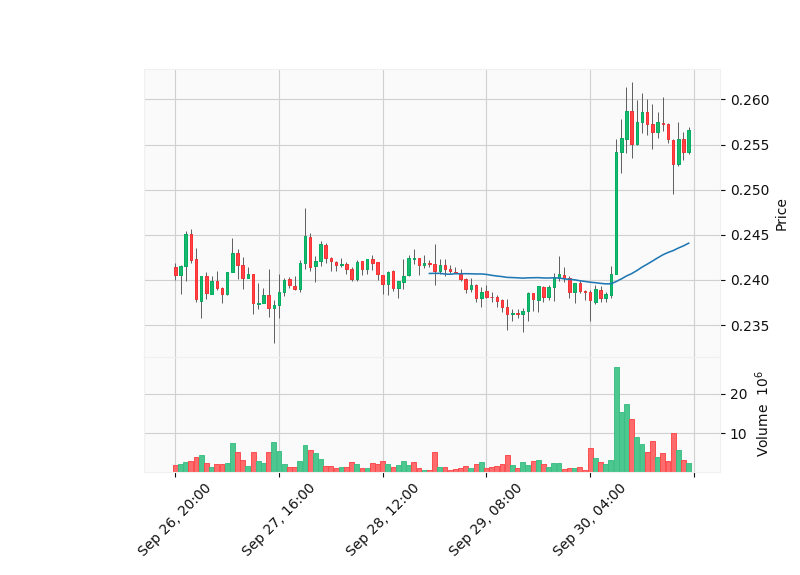 0.260
0.255
0.250
0.245
0.240
0.235
Price
20
10
Volume 10^6
Sep 26, 20:00
Sep 27, 16:00
Sep 28, 12:00
Sep 29, 08:00
Sep 30, 04:00